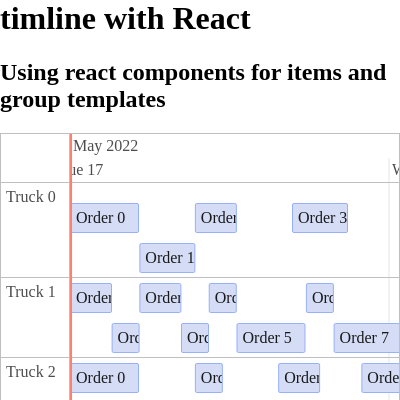 timline with React
Using react components for items and
group templates
May 2022
ue 17 W
Truck 0
Order 0 Order Order 3
Order 1
Truck 1
Order Order Ord Ord
Ord Ord Order 5 Order 7
Truck 2
Order 0 Ord Order Orde